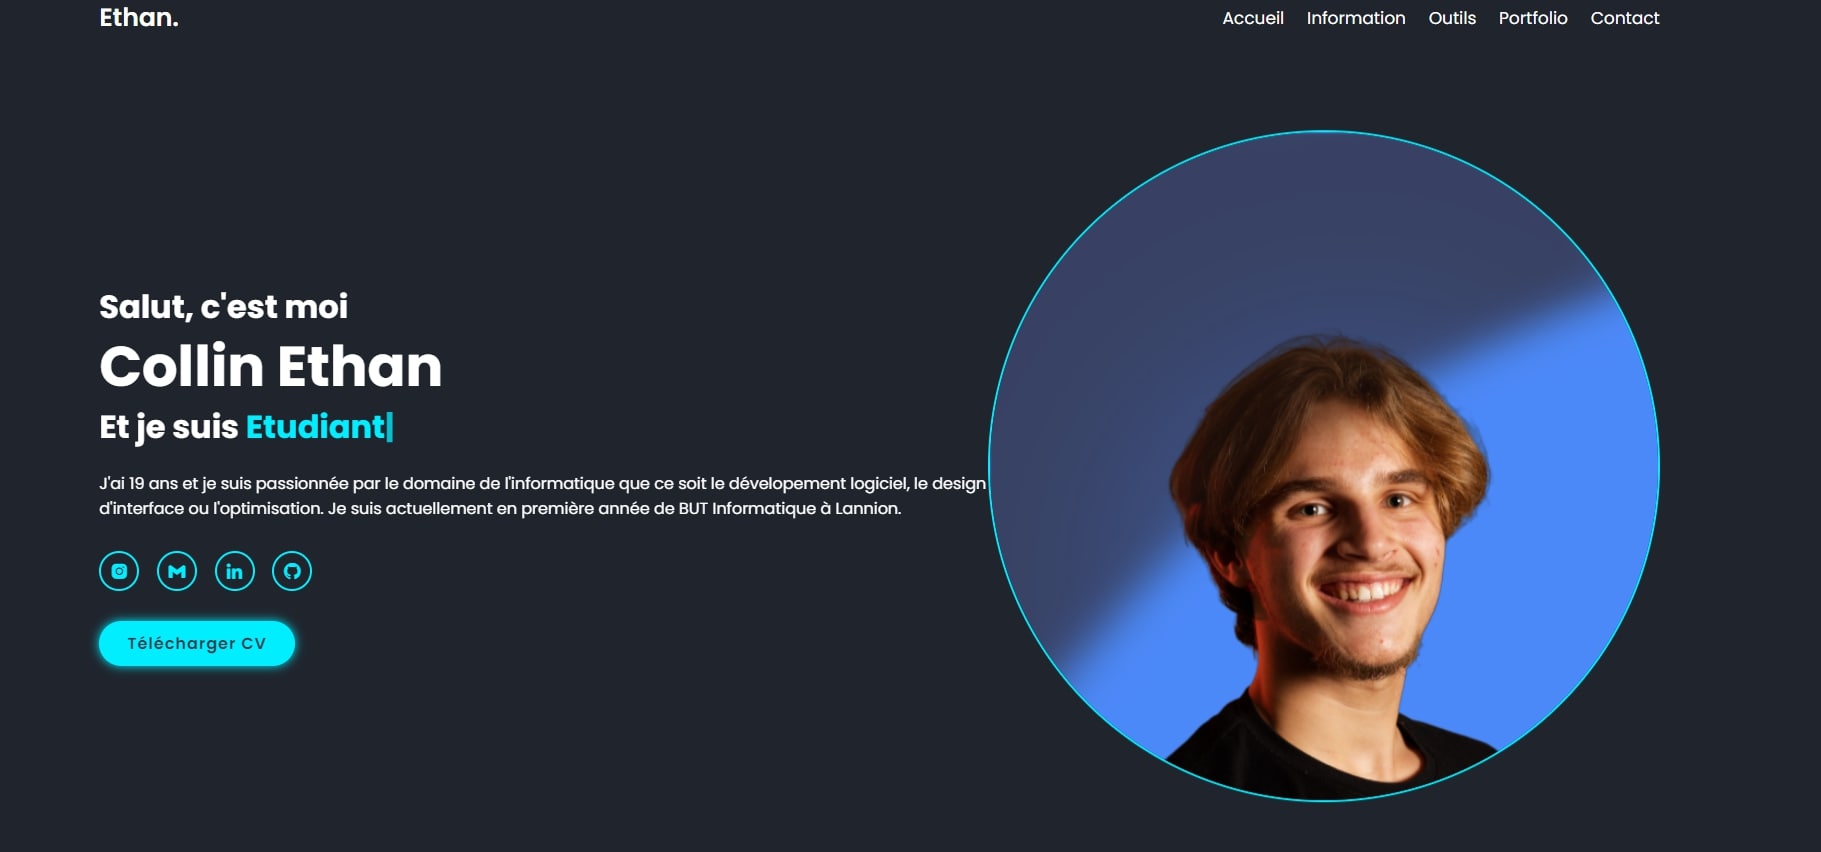 Ethan.
Accueil Information Outils Portfolio Contact
Salut, c'est moi
Collin Ethan
Et je suis Etudiant|
J'ai 19 ans et je suis passionnée par le domaine de l'informatique que ce soit le dévelopement logiciel, le design
d'interface ou l'optimisation. Je suis actuellement en première année de BUT Informatique à Lannion.
in
Télécharger CV